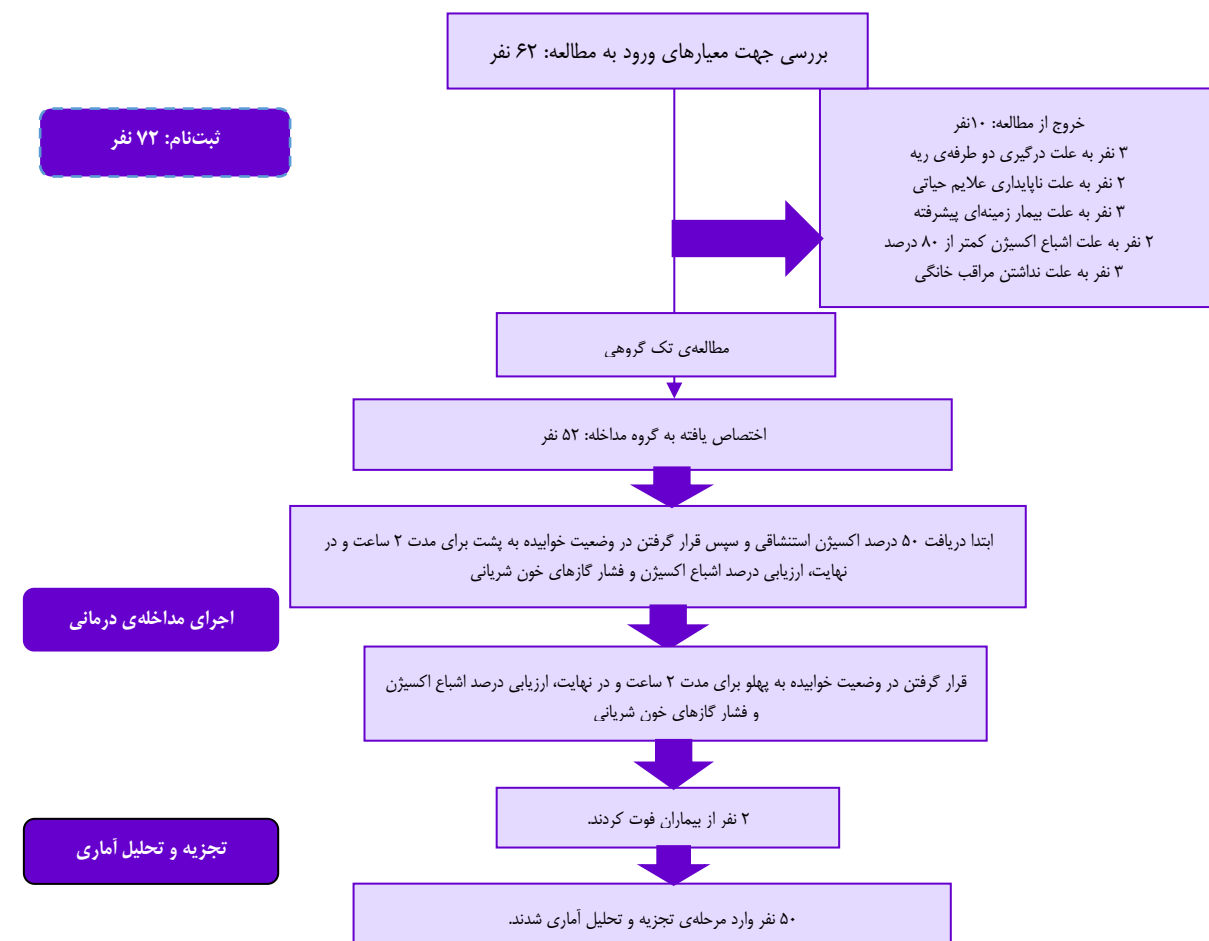 بررسی جهت معیارهای ورود به مطالعه: ۶۲ نفر
ثبت‌نام: ۷۲ نفر
خروج از مطالعه: ۱۰نفر
۳ نفر به علت درگیری دو طرفه‌ی ریه
۲ نفر به علت ناپایداری علایم حیاتی
۳ نفر به علت بیمار زمینه‌ای پیشرفته
۲ نفر به علت اشباع اکسیژن کمتر از ۸۰ درصد
۳ نفر به علت نداشتن مراقب خانگی
مطالعه‌ی تک گروهی
اختصاص یافته به گروه مداخله: ۵۲ نفر
ابتدا دریافت ۵۰ درصد اکسیژن استنشاقی و سپس قرار گرفتن در وضعیت خوابیده به پشت برای مدت ۲ ساعت و در
نهایت، ارزیابی درصد اشباع اکسیژن و فشار گازهای خون شریانی
اجرای مداخله‌ی درمانی
قرار گرفتن در وضعیت خوابیده به پهلو برای مدت ۲ ساعت و در نهایت، ارزیابی درصد اشباع اکسیژن
و فشار گازهای خون شریانی
۲ نفر از بیماران فوت کردند.
تجزیه و تحلیل آماری
۵۰ نفر وارد مرحله‌ی تجزیه و تحلیل آماری شدند.